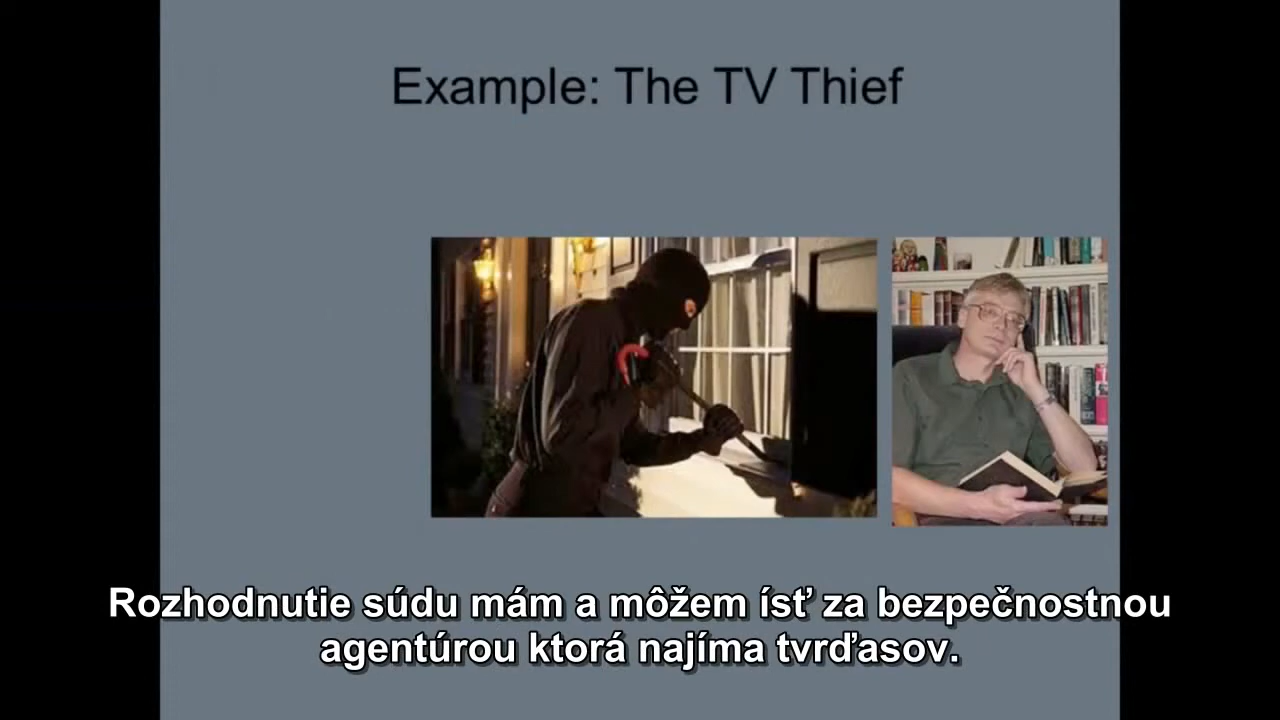 Example: The TV Thief
Rozhodnutie súdu mám a môžem ísť za bezpečnostnou
agentúrou ktorá najíma tvrďasov.